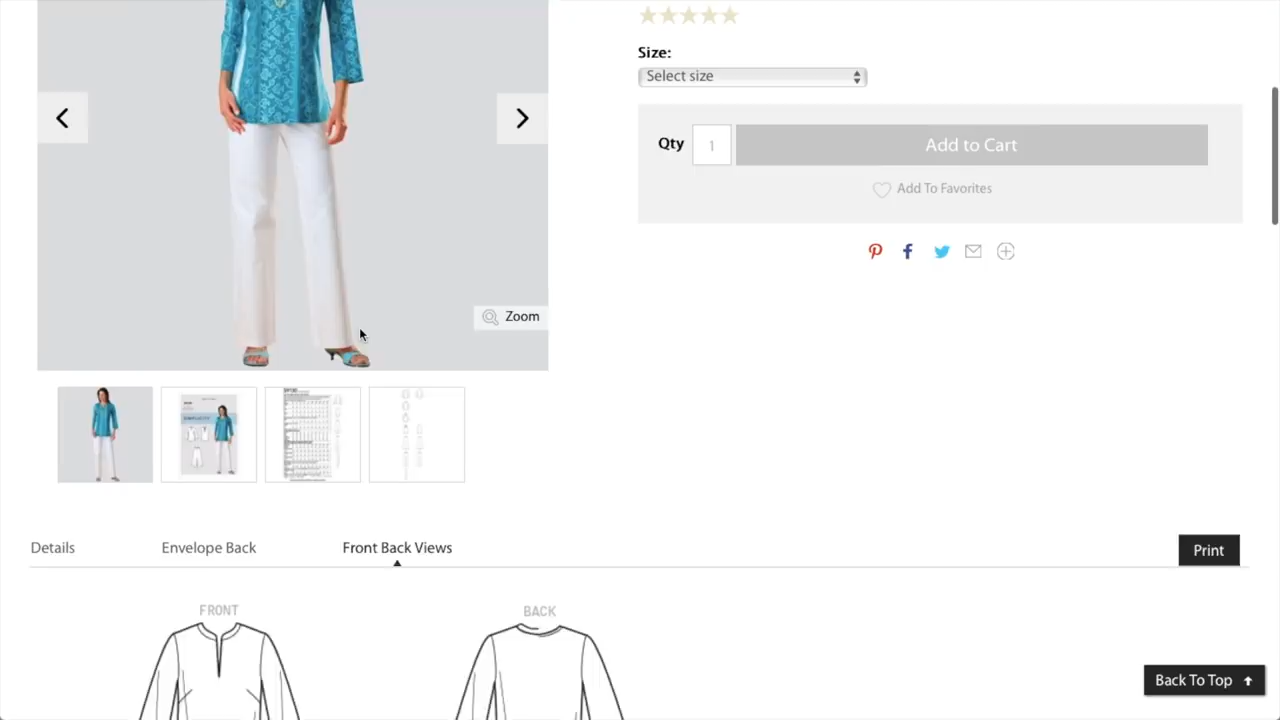 Size:
Select size
Qty 1 Add to Cart
Add To Favorites
Zoom
Details Envelope Back Front Back Views Print
FRONT BACK
Back To Top